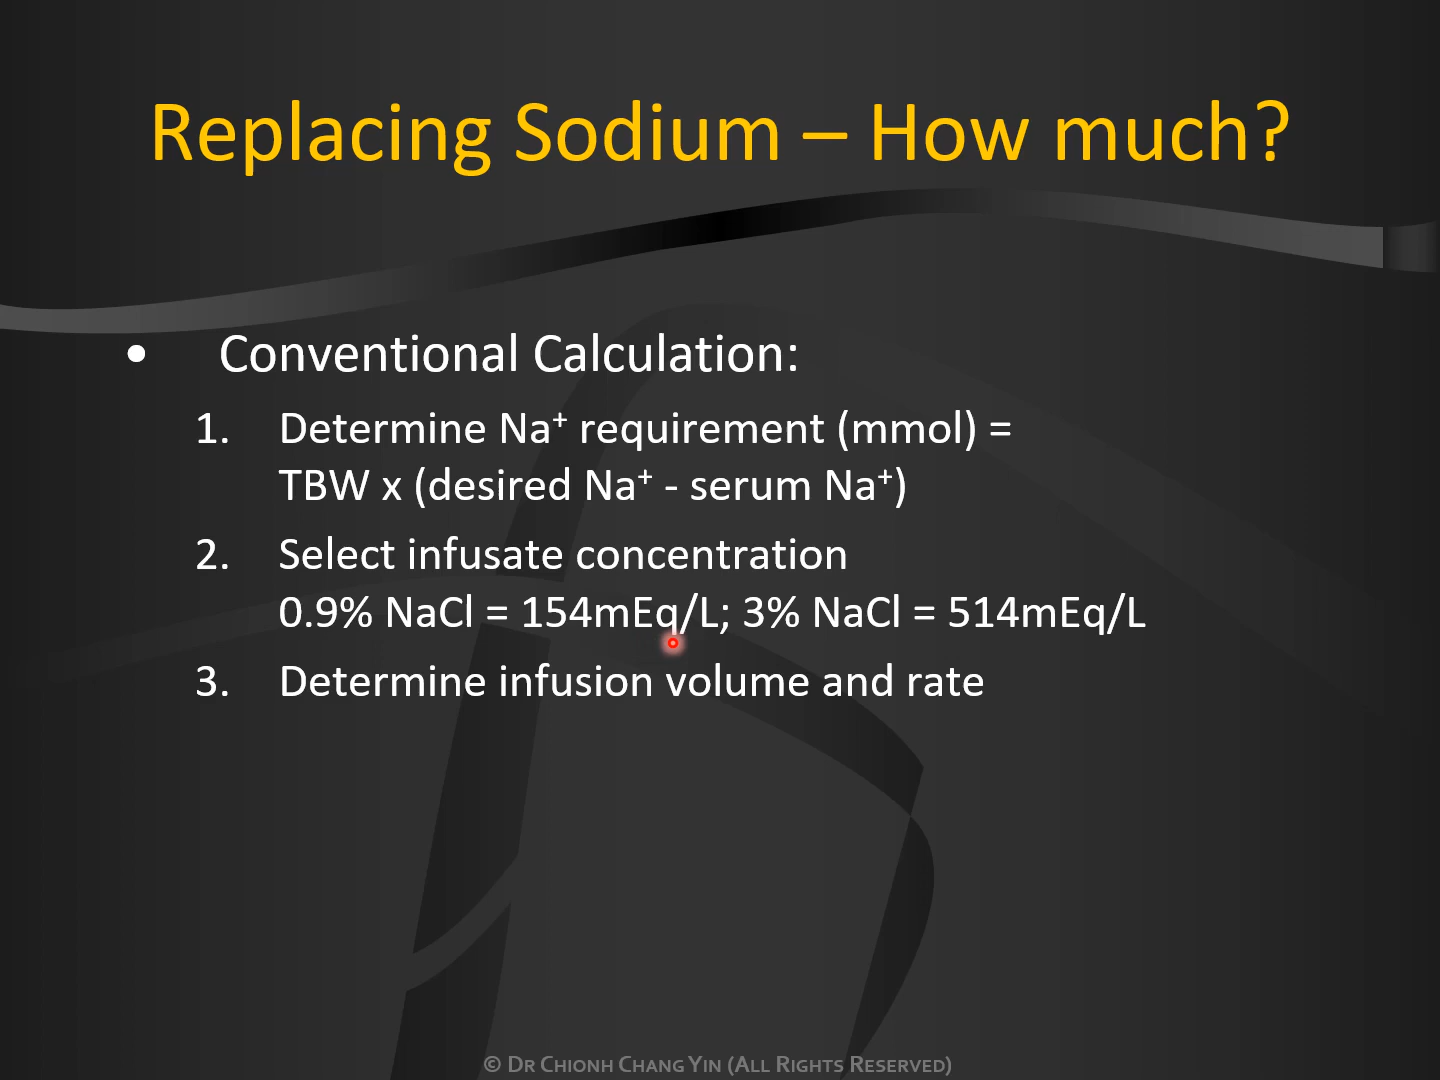 Replacing Sodium – How much?
• Conventional Calculation:
1. Determine Na⁺ requirement (mmol) =
TBW x (desired Na⁺ - serum Na⁺)
2. Select infusate concentration
0.9% NaCl = 154mEq/L; 3% NaCl = 514mEq/L
3. Determine infusion volume and rate
© Dr Chionh Chang Yin (All Rights Reserved)